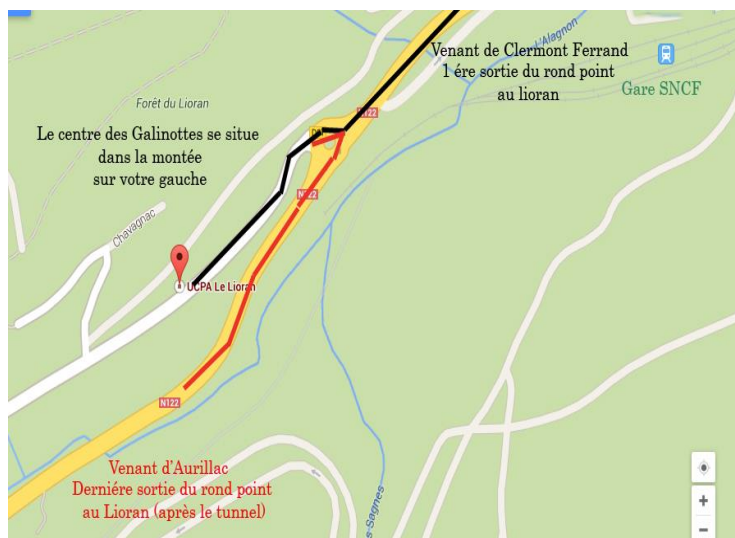 Venant de Clermont Ferrand
1 ére sortie du rond point
au lioran
l'Alagnon
Gare SNCF
Forêt du Lioran
N122
Le centre des Galinottes se situe
dans la montée
sur votre gauche
N122
Chavagnac
UCPA Le Lioran
N122
Venant d'Aurillac
Derniére sortie du rond point
au Lioran (après le tunnel)
Sagnes
+
−